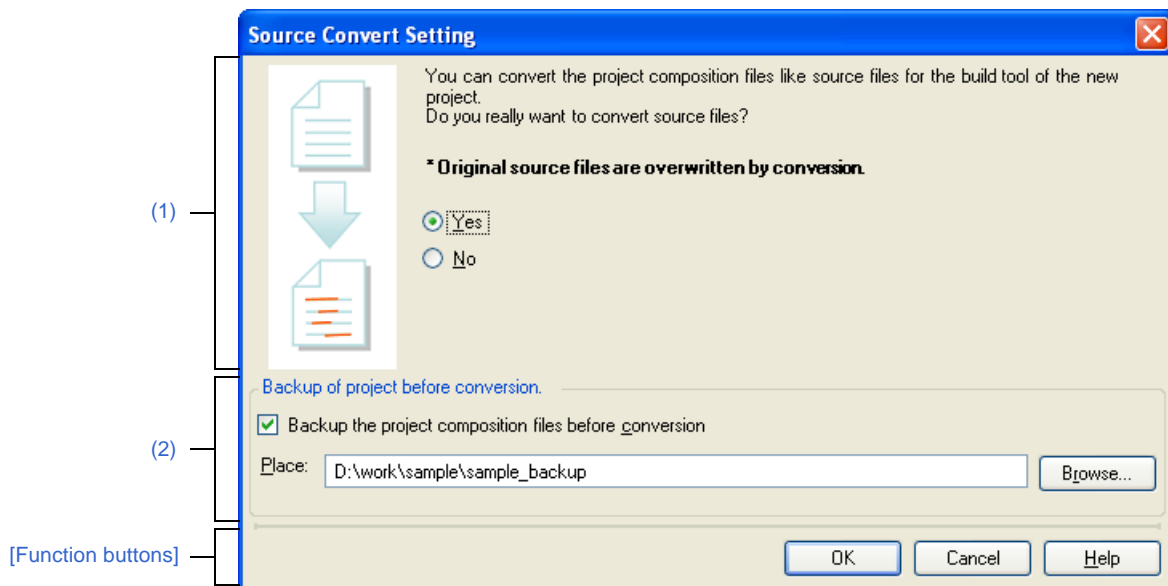 Source Convert Setting
You can convert the project composition files like source files for the build tool of the new
project.
Do you really want to convert source files?
* Original source files are overwritten by conversion.
(1)
Yes
No
Backup of project before conversion.
Backup the project composition files before conversion
(2)
Place: D:\work\sample\sample_backup Browse...
[Function buttons]
OK Cancel Help